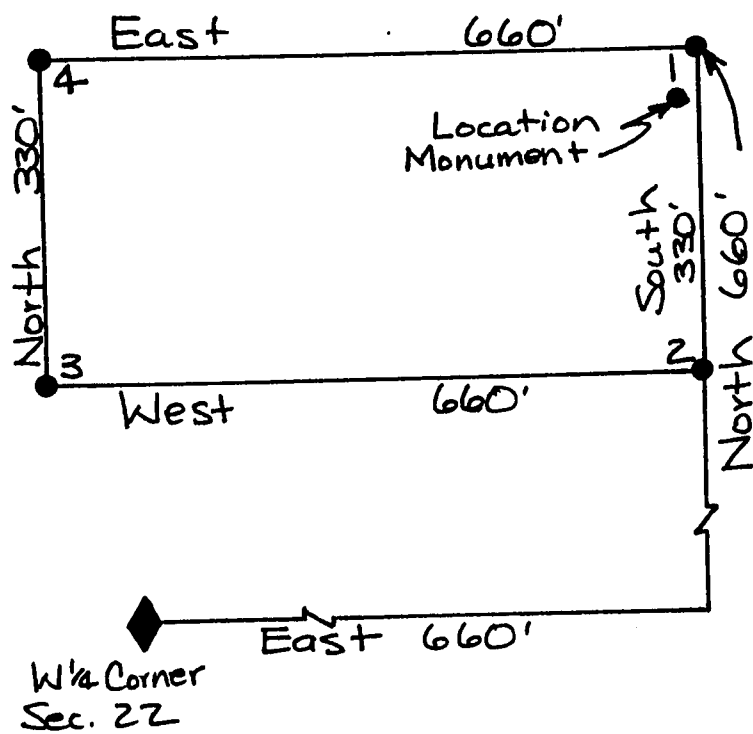 East 660'
4
1
Location
Monument
North 330'
South
330'
North 660'
3
2
West 660'
East 660'
W¼ Corner
Sec. 22